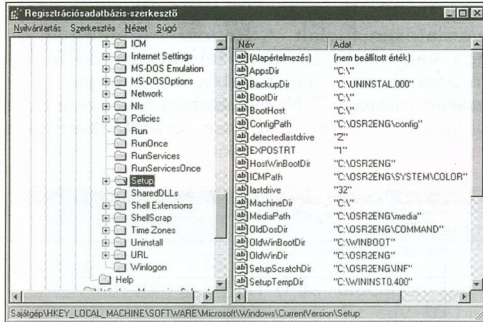 Regisztrációsadatbázis-szerkesztő
Nyilvántartás Szerkesztés Nézet Súgó
ICM
Internet Settings
MS-DOS Emulation
MS-DOSOptions
Network
Nls
Policies
Run
RunOnce
RunServices
RunServicesOnce
Setup
SharedDLLs
Shell Extensions
ShellScrap
Time Zones
Uninstall
URL
Winlogon
Help
Név Adat
(Alapértelmezés) (nem beállított érték)
AppsDir "C:\"
BackupDir "C:\UNINSTAL.000"
BootDir "C:\"
BootHost "C:\"
ConfigPath "C:\OSR2ENG\config"
detectedlastdrive "Z"
EXPOSTRT "1"
HostWinBootDir "C:\OSR2ENG"
ICMPath "C:\OSR2ENG\SYSTEM\COLOR"
lastdrive "32"
MachineDir "C:\"
MediaPath "C:\OSR2ENG\media"
OldDosDir "C:\OSR2ENG\COMMAND"
OldWinBootDir "C:\WINBOOT"
OldWinDir "C:\OSR2ENG"
SetupScratchDir "C:\OSR2ENG\INF"
SetupTempDir "C:\WININST0.400"
Sajátgép\HKEY_LOCAL_MACHINE\SOFTWARE\Microsoft\Windows\CurrentVersion\Setup